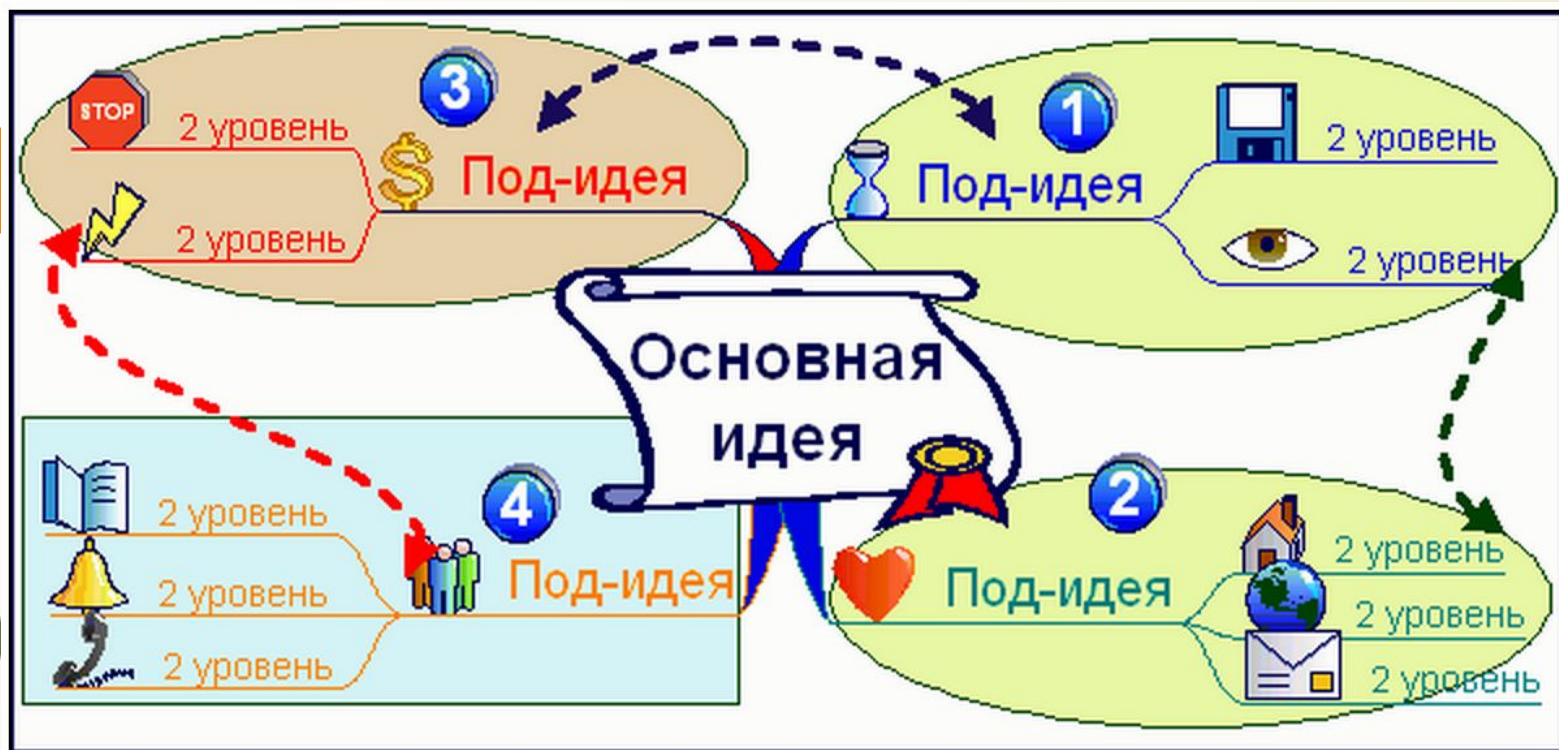 3
STOP
2 уровень
Под-идея
2 уровень
1
2 уровень
Под-идея
2 уровень
Основная
идея
4
2 уровень
Под-идея
2 уровень
2 уровень
2
2 уровень
Под-идея
2 уровень
2 уровень